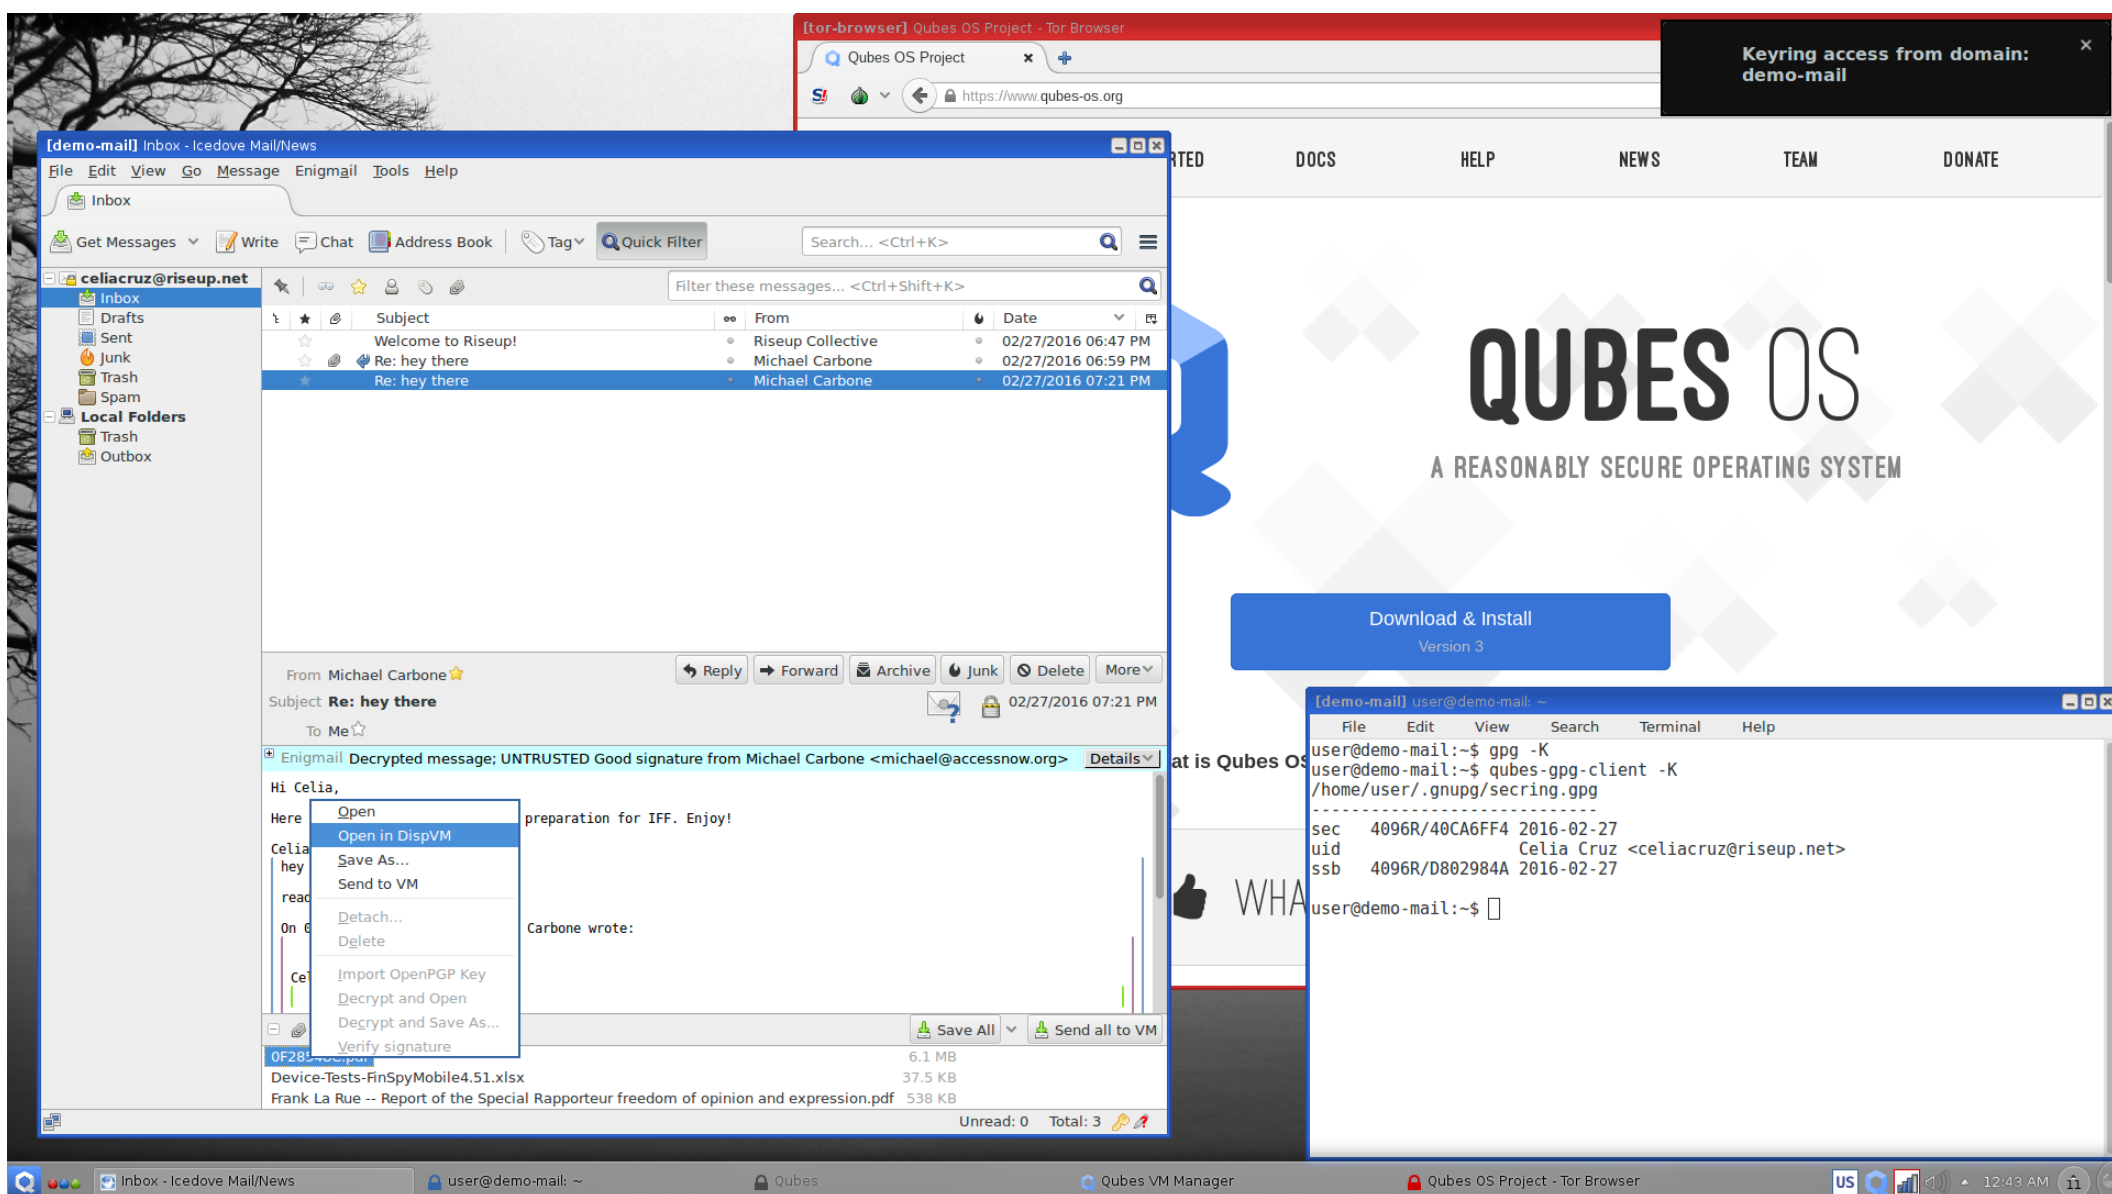 [tor-browser] Qubes OS Project - Tor Browser
Qubes OS Project
https://www.qubes-os.org
Keyring access from domain:
demo-mail
RTED DOCS HELP NEWS TEAM DONATE
QUBES OS
A REASONABLY SECURE OPERATING SYSTEM
Download & Install
Version 3
at is Qubes OS
WHA
[demo-mail] Inbox - Icedove Mail/News
File Edit View Go Message Enigmail Tools Help
Inbox
Get Messages Write Chat Address Book Tag Quick Filter Search... <Ctrl+K>
celiacruz@riseup.net
Inbox
Drafts
Sent
Junk
Trash
Spam
Local Folders
Trash
Outbox
Filter these messages... <Ctrl+Shift+K>
Subject From Date
Welcome to Riseup! Riseup Collective 02/27/2016 06:47 PM
Re: hey there Michael Carbone 02/27/2016 06:59 PM
Re: hey there Michael Carbone 02/27/2016 07:21 PM
From Michael Carbone Reply Forward Archive Junk Delete More
Subject Re: hey there 02/27/2016 07:21 PM
To Me
Enigmail Decrypted message; UNTRUSTED Good signature from Michael Carbone <michael@accessnow.org> Details
Hi Celia,
Here preparation for IFF. Enjoy!
Celia
hey
read
On 0 Carbone wrote:
Cel
Open
Open in DispVM
Save As...
Send to VM
Detach...
Delete
Import OpenPGP Key
Decrypt and Open
Decrypt and Save As...
Verify signature
Save All Send all to VM
6.1 MB
Device-Tests-FinSpyMobile4.51.xlsx 37.5 KB
Frank La Rue -- Report of the Special Rapporteur freedom of opinion and expression.pdf 538 KB
Unread: 0 Total: 3
[demo-mail] user@demo-mail: ~
File Edit View Search Terminal Help
user@demo-mail:~$ gpg -K
user@demo-mail:~$ qubes-gpg-client -K
/home/user/.gnupg/secring.gpg
-----------------------------
sec 4096R/40CA6FF4 2016-02-27
uid Celia Cruz <celiacruz@riseup.net>
ssb 4096R/D802984A 2016-02-27
user@demo-mail:~$
Inbox - Icedove Mail/News user@demo-mail: ~ Qubes Qubes VM Manager Qubes OS Project - Tor Browser US 12:43 AM